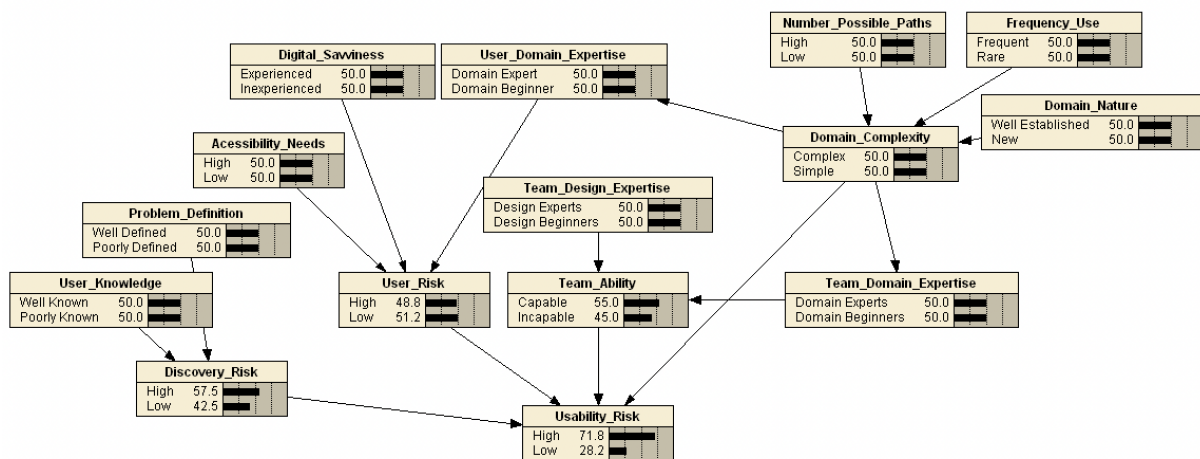 Number_Possible_Paths
High 50.0
Low 50.0
Frequency_Use
Frequent 50.0
Rare 50.0
Digital_Savviness
Experienced 50.0
Inexperienced 50.0
User_Domain_Expertise
Domain Expert 50.0
Domain Beginner 50.0
Domain_Nature
Well Established 50.0
New 50.0
Domain_Complexity
Complex 50.0
Simple 50.0
Acessibility_Needs
High 50.0
Low 50.0
Team_Design_Expertise
Design Experts 50.0
Design Beginners 50.0
Problem_Definition
Well Defined 50.0
Poorly Defined 50.0
User_Knowledge
Well Known 50.0
Poorly Known 50.0
User_Risk
High 48.8
Low 51.2
Team_Ability
Capable 55.0
Incapable 45.0
Team_Domain_Expertise
Domain Experts 50.0
Domain Beginners 50.0
Discovery_Risk
High 57.5
Low 42.5
Usability_Risk
High 71.8
Low 28.2